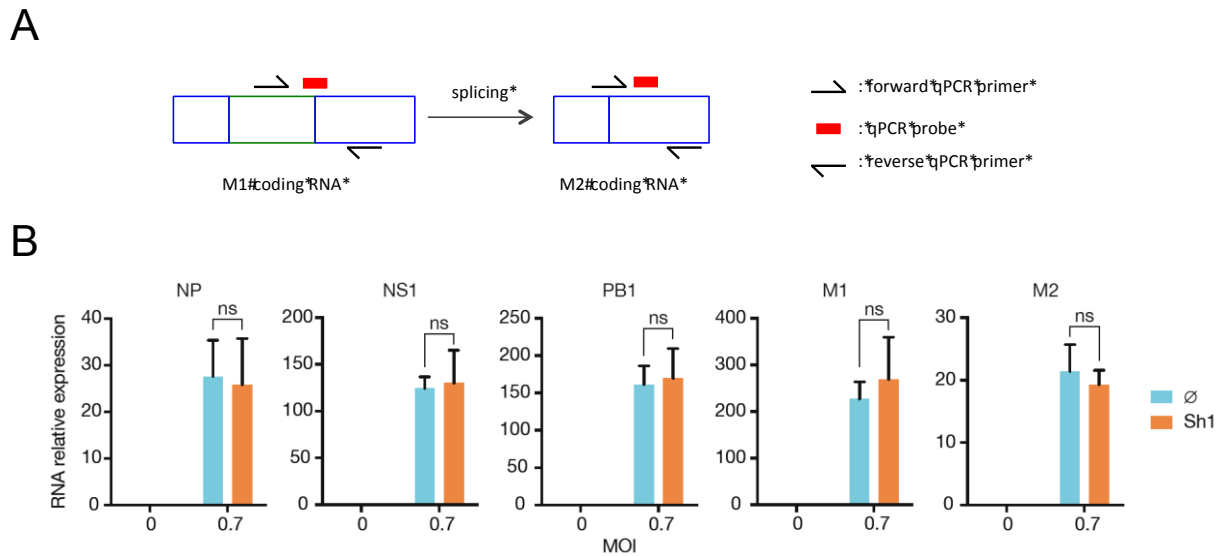 A
splicing*
M1#coding*RNA*
M2#coding*RNA*
:*forward*qPCR*primer*
:*qPCR*probe*
:*reverse*qPCR*primer*
B
NP
NS1
PB1
M1
M2
RNA relative expression
40
30
20
10
0
ns
0
0.7
200
150
100
50
0
ns
0
0.7
250
200
150
100
50
0
ns
0
0.7
400
300
200
100
0
ns
0
0.7
30
20
10
0
ns
0
0.7
MOI
∅
Sh1